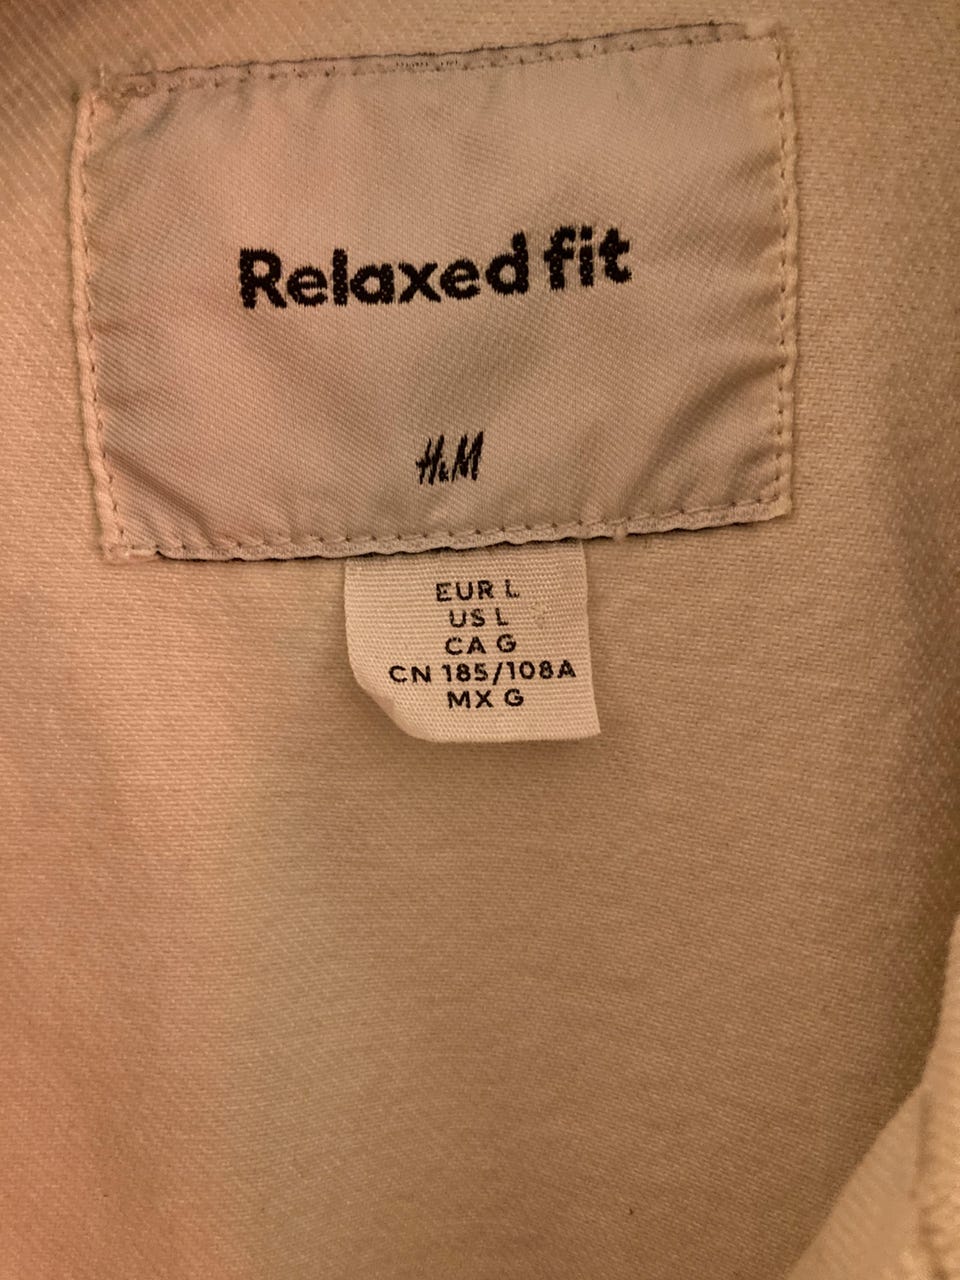 Relaxed fit
H&M
EUR L
US L
CA G
CN 185/108A
MX G